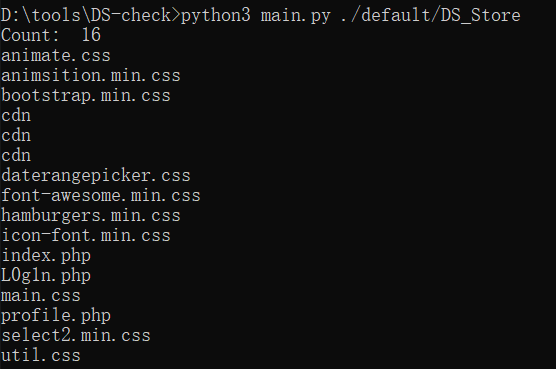 D:\tools\DS-check>python3 main.py ./default/DS_Store
Count:  16
animate.css
animsition.min.css
bootstrap.min.css
cdn
cdn
cdn
daterangepicker.css
font-awesome.min.css
hamburgers.min.css
icon-font.min.css
index.php
L0g1n.php
main.css
profile.php
select2.min.css
util.css